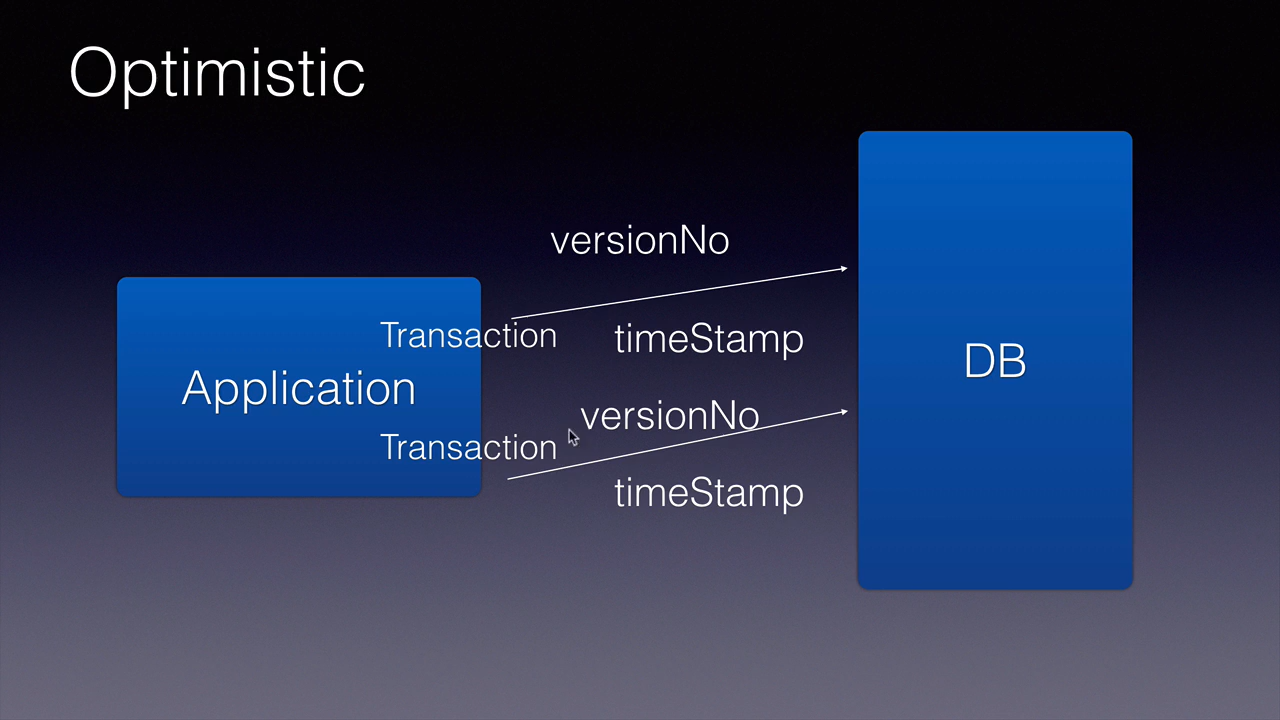 Optimistic
versionNo
Transaction
timeStamp
Application
DB
versionNo
Transaction
timeStamp